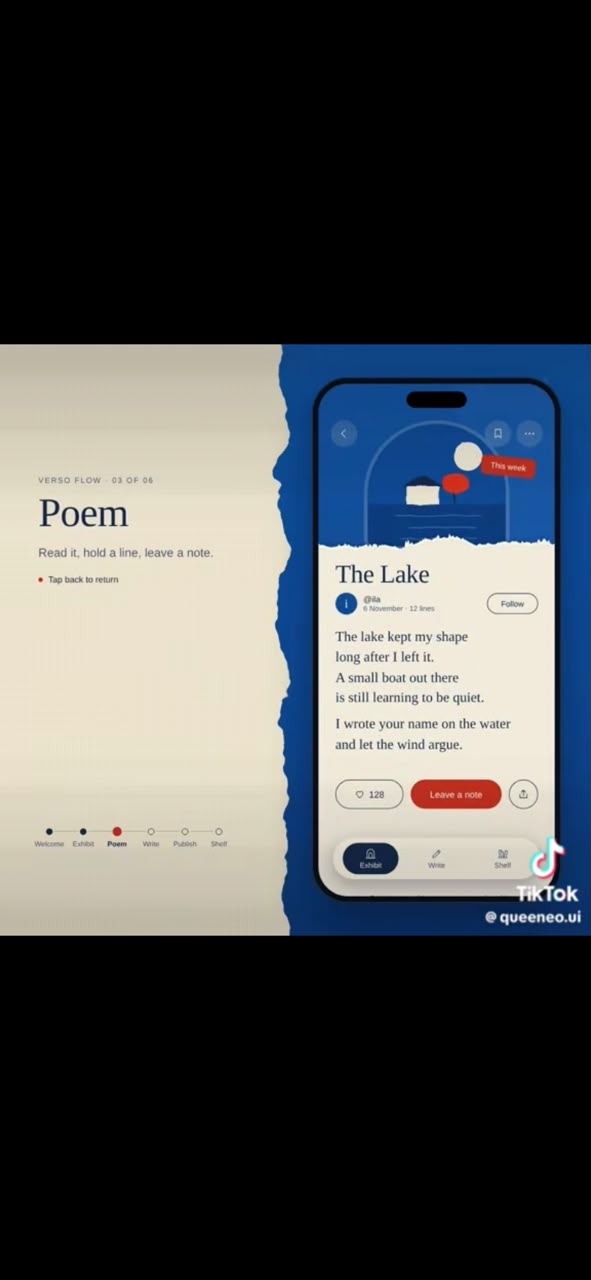 VERSO FLOW · 03 OF 06
Poem
Read it, hold a line, leave a note.
Tap back to return
Welcome Exhibit Poem Write Publish Shelf
This week
The Lake
i
@ila
6 November · 12 lines
Follow
The lake kept my shape
long after I left it.
A small boat out there
is still learning to be quiet.
I wrote your name on the water
and let the wind argue.
128
Leave a note
Exhibit Write Shelf
TikTok
@ queeneo.ui